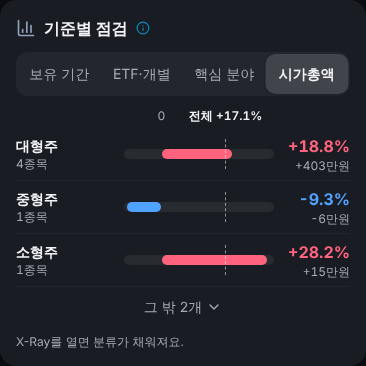 기준별 점검
보유 기간 ETF·개별 핵심 분야 시가총액
0 전체 +17.1%
대형주 +18.8%
4종목 +403만원
중형주 -9.3%
1종목 -6만원
소형주 +28.2%
1종목 +15만원
그 밖 2개
X-Ray를 열면 분류가 채워져요.